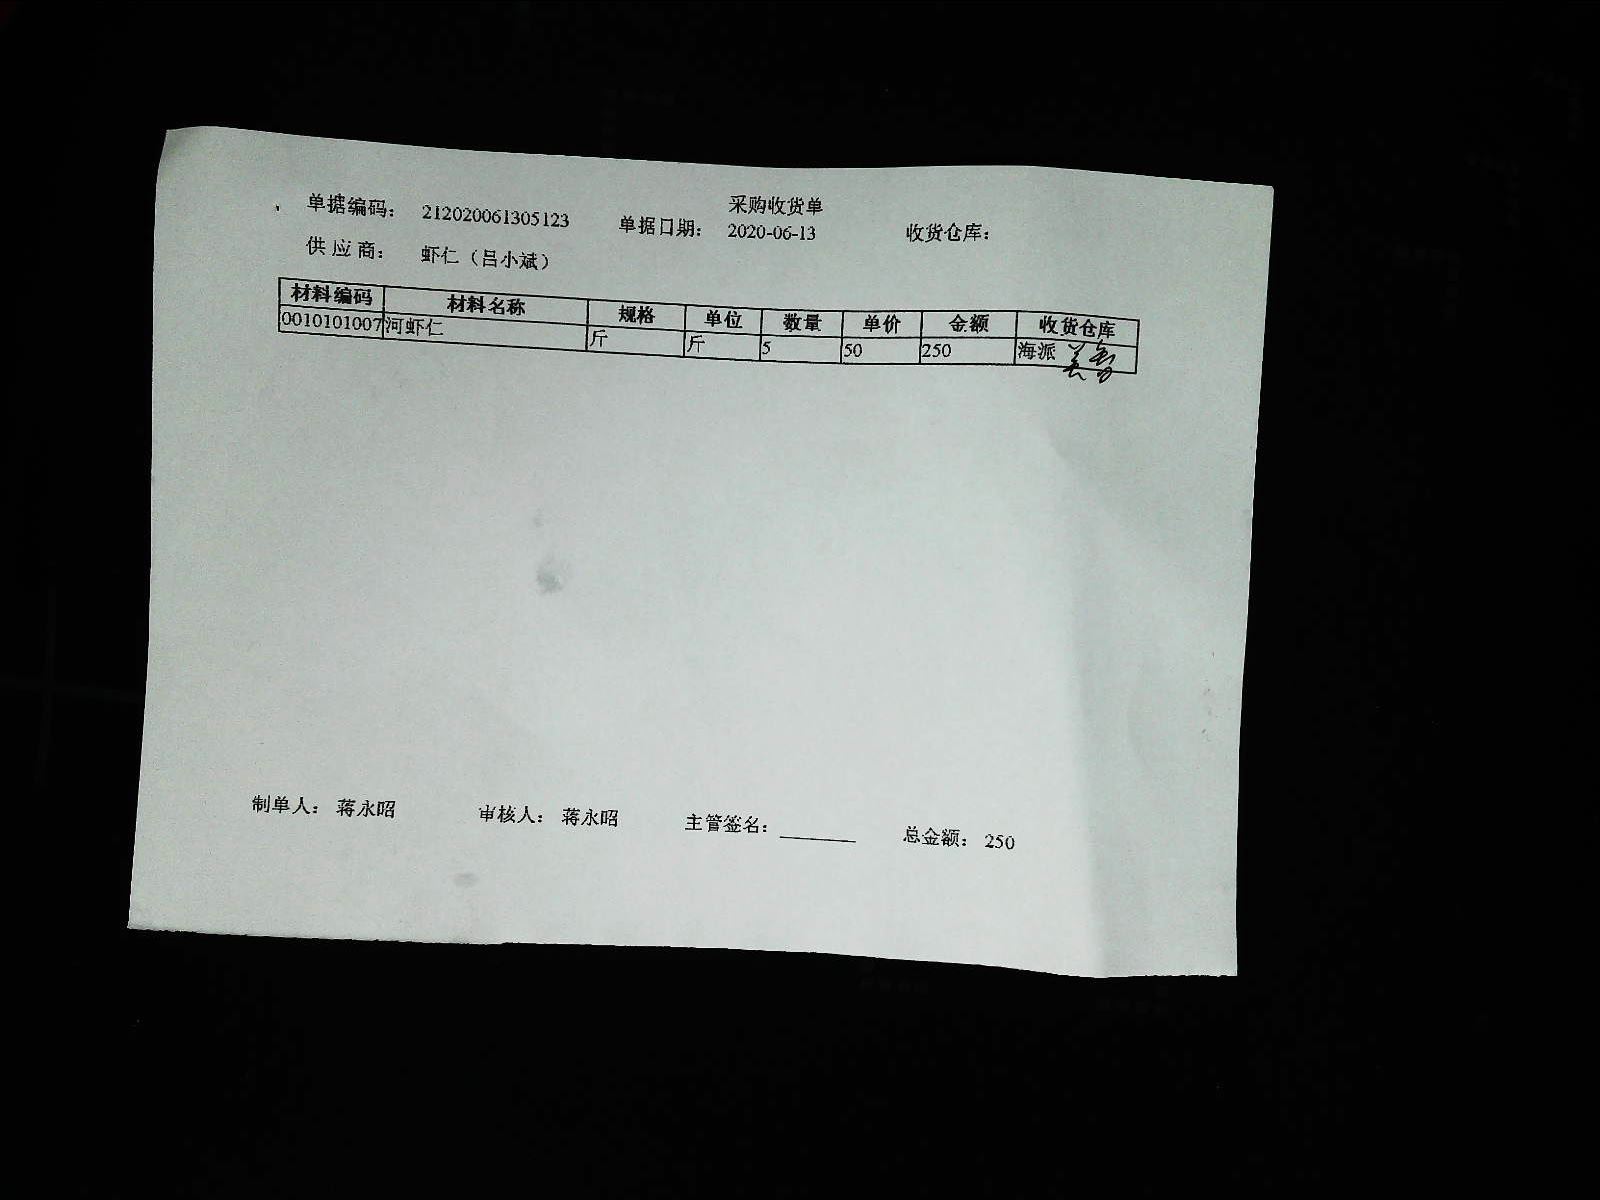 采购收货单
单据编码： 212020061305123 单据日期： 2020-06-13 收货仓库：
供 应 商： 虾仁（吕小斌）
材料编码 材料名称 规格 单位 数量 单价 金额 收货仓库
0010101007 河虾仁 斤 斤 5 50 250 海派
制单人： 蒋永昭 审核人： 蒋永昭 主管签名： 总金额： 250